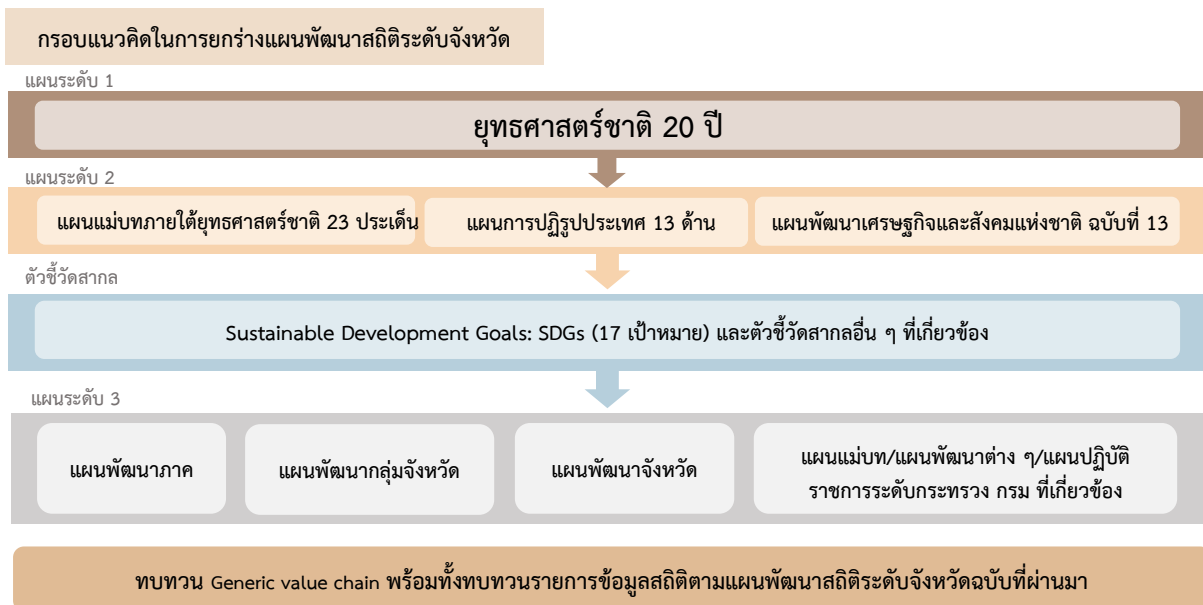 กรอบแนวคิดในการยกร่างแผนพัฒนาสถิติระดับจังหวัด
แผนระดับ 1
ยุทธศาสตร์ชาติ 20 ปี
แผนระดับ 2
แผนแม่บทภายใต้ยุทธศาสตร์ชาติ 23 ประเด็น
แผนการปฏิรูปประเทศ 13 ด้าน
แผนพัฒนาเศรษฐกิจและสังคมแห่งชาติ ฉบับที่ 13
ตัวชี้วัดสากล
Sustainable Development Goals: SDGs (17 เป้าหมาย) และตัวชี้วัดสากลอื่น ๆ ที่เกี่ยวข้อง
แผนระดับ 3
แผนพัฒนาภาค
แผนพัฒนากลุ่มจังหวัด
แผนพัฒนาจังหวัด
แผนแม่บท/แผนพัฒนาต่าง ๆ/แผนปฏิบัติ
ราชการระดับกระทรวง กรม ที่เกี่ยวข้อง
ทบทวน Generic value chain พร้อมทั้งทบทวนรายการข้อมูลสถิติตามแผนพัฒนาสถิติระดับจังหวัดฉบับที่ผ่านมา